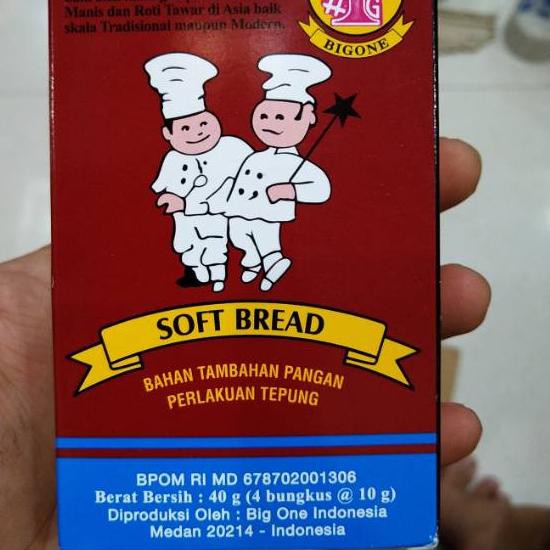 Manis dan Roti Tawar di Asia baik
skala Tradisional maupun Modern.
#1G
BIGONE
SOFT BREAD
BAHAN TAMBAHAN PANGAN
PERLAKUAN TEPUNG
BPOM RI MD 678702001306
Berat Bersih : 40 g (4 bungkus @ 10 g)
Diproduksi Oleh : Big One Indonesia
Medan 20214 - Indonesia